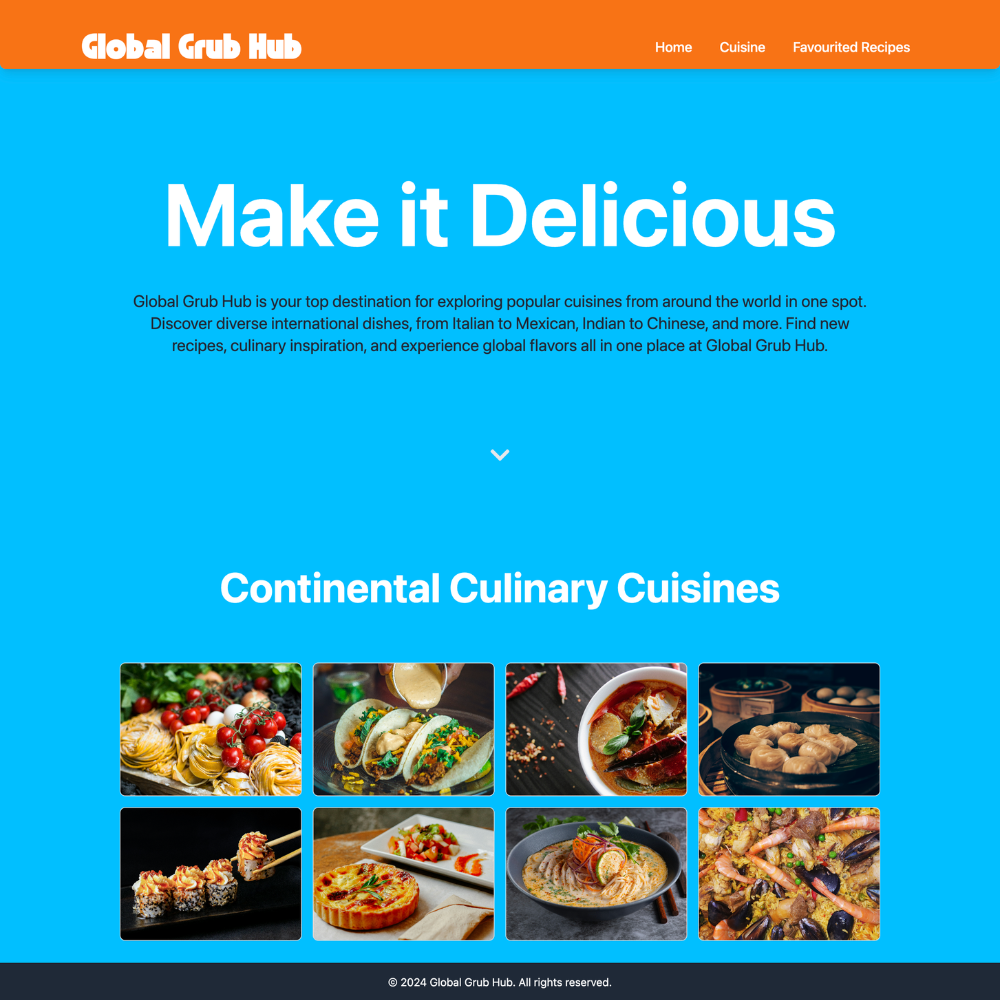 Global Grub Hub
Home Cuisine Favourited Recipes
Make it Delicious
Global Grub Hub is your top destination for exploring popular cuisines from around the world in one spot.
Discover diverse international dishes, from Italian to Mexican, Indian to Chinese, and more. Find new
recipes, culinary inspiration, and experience global flavors all in one place at Global Grub Hub.
Continental Culinary Cuisines
© 2024 Global Grub Hub. All rights reserved.